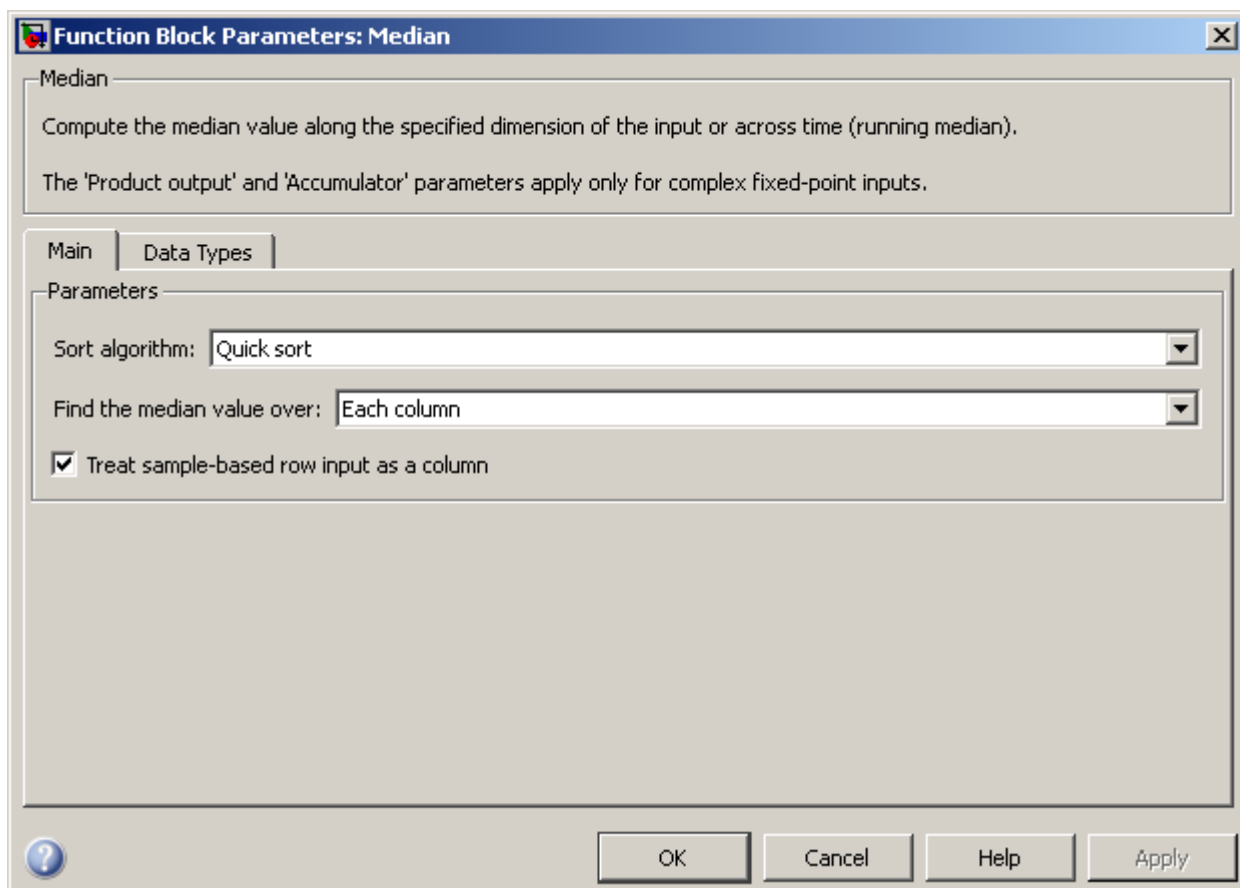 Function Block Parameters: Median
Median
Compute the median value along the specified dimension of the input or across time (running median).
The 'Product output' and 'Accumulator' parameters apply only for complex fixed-point inputs.
Main Data Types
Parameters
Sort algorithm: Quick sort
Find the median value over: Each column
Treat sample-based row input as a column
OK Cancel Help Apply